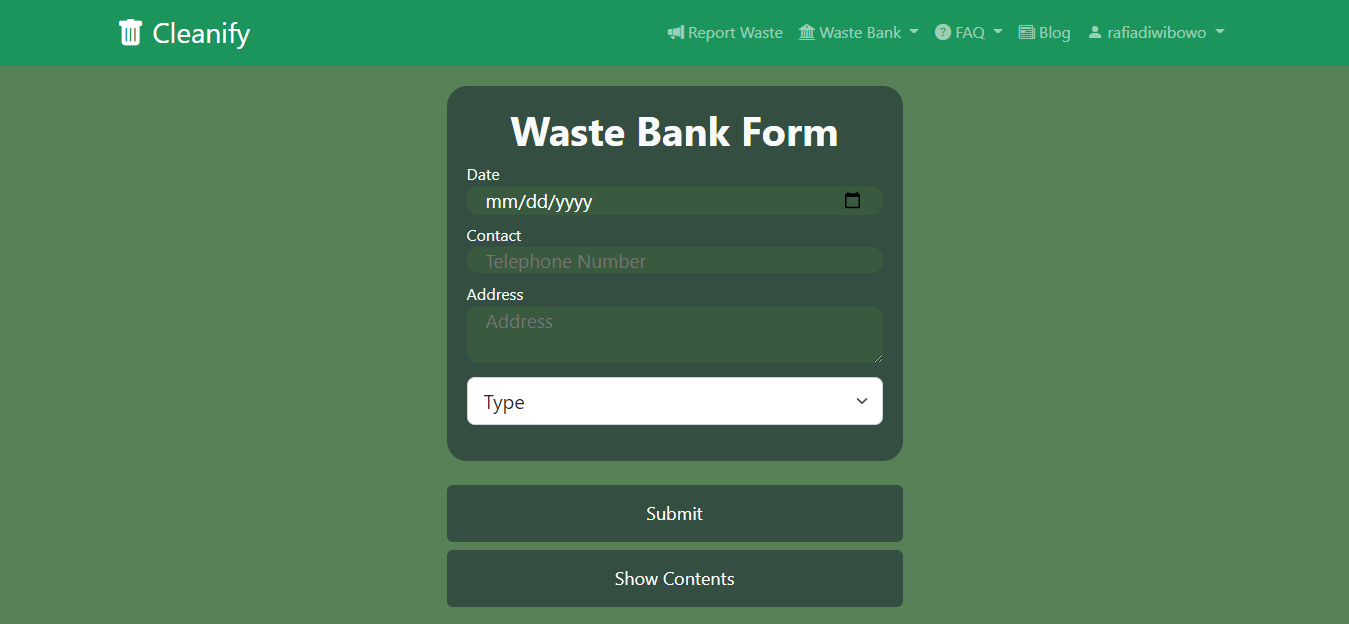 Cleanify
Report Waste
Waste Bank
FAQ
Blog
rafiadiwibowo
Waste Bank Form
Date
mm/dd/yyyy
Contact
Telephone Number
Address
Address
Type
Submit
Show Contents